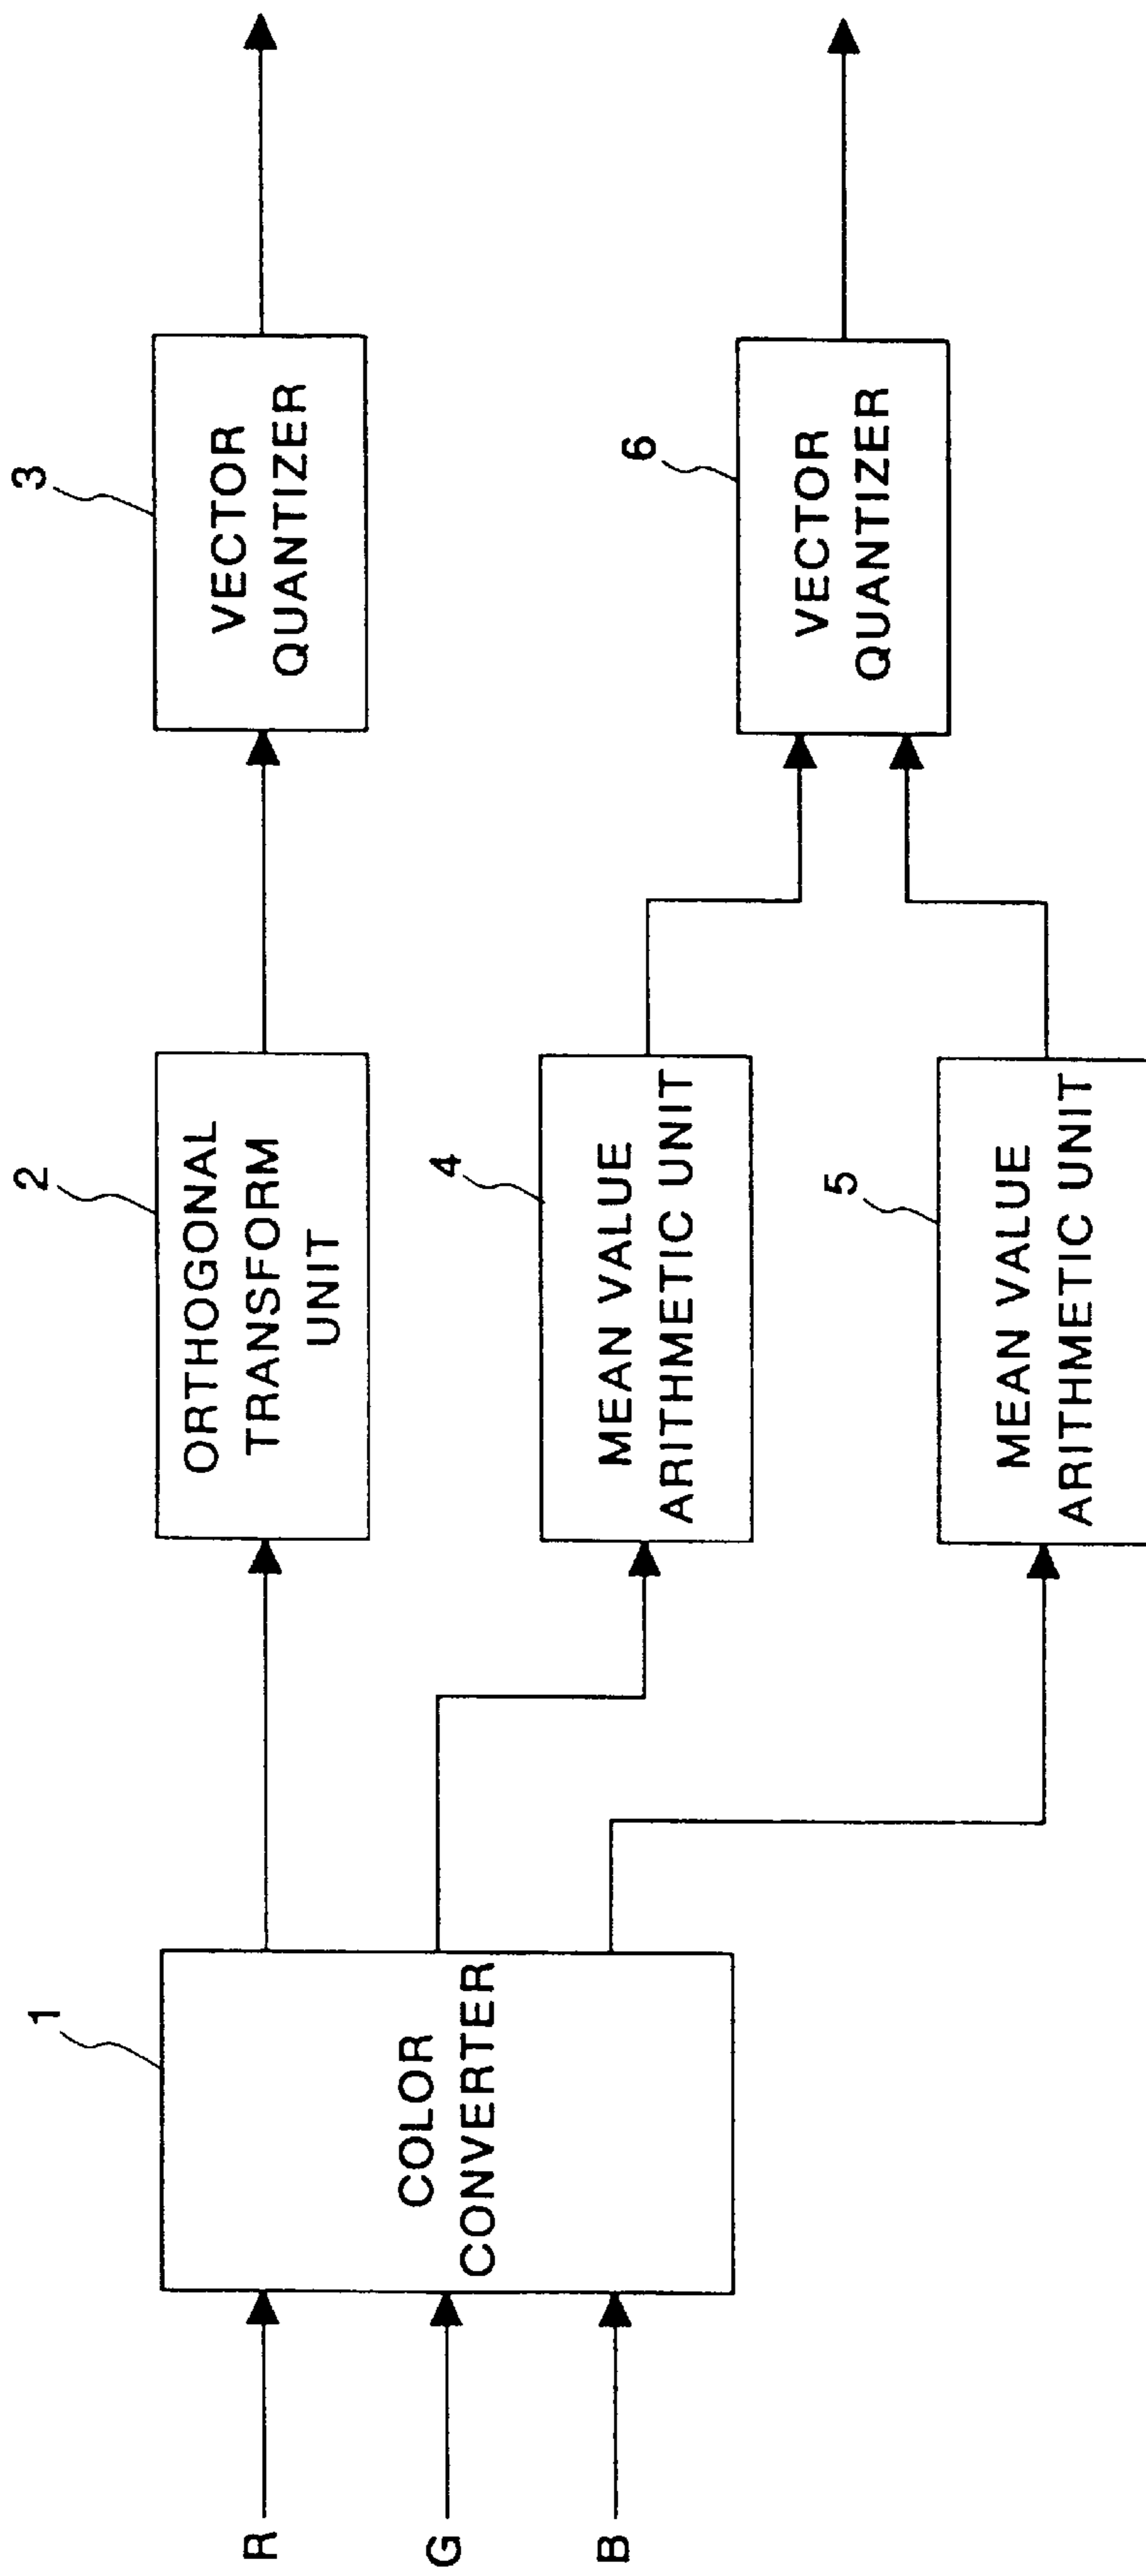 R
G
B
1
COLOR
CONVERTER
2
ORTHOGONAL
TRANSFORM
UNIT
3
VECTOR
QUANTIZER
4
MEAN VALUE
ARITHMETIC UNIT
5
MEAN VALUE
ARITHMETIC UNIT
6
VECTOR
QUANTIZER